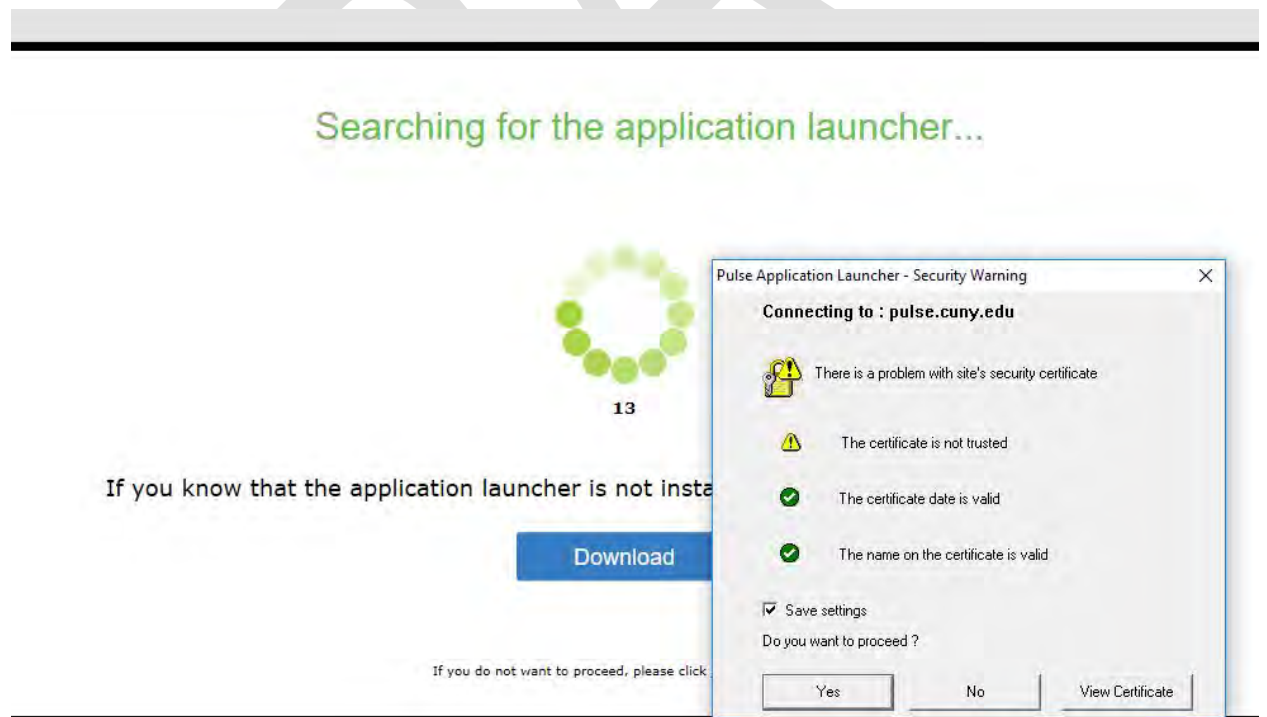 Searching for the application launcher...
13
If you know that the application launcher is not insta
Download
If you do not want to proceed, please click
Pulse Application Launcher - Security Warning
Connecting to : pulse.cuny.edu
There is a problem with site's security certificate
The certificate is not trusted
The certificate date is valid
The name on the certificate is valid
Save settings
Do you want to proceed ?
Yes
No
View Certificate